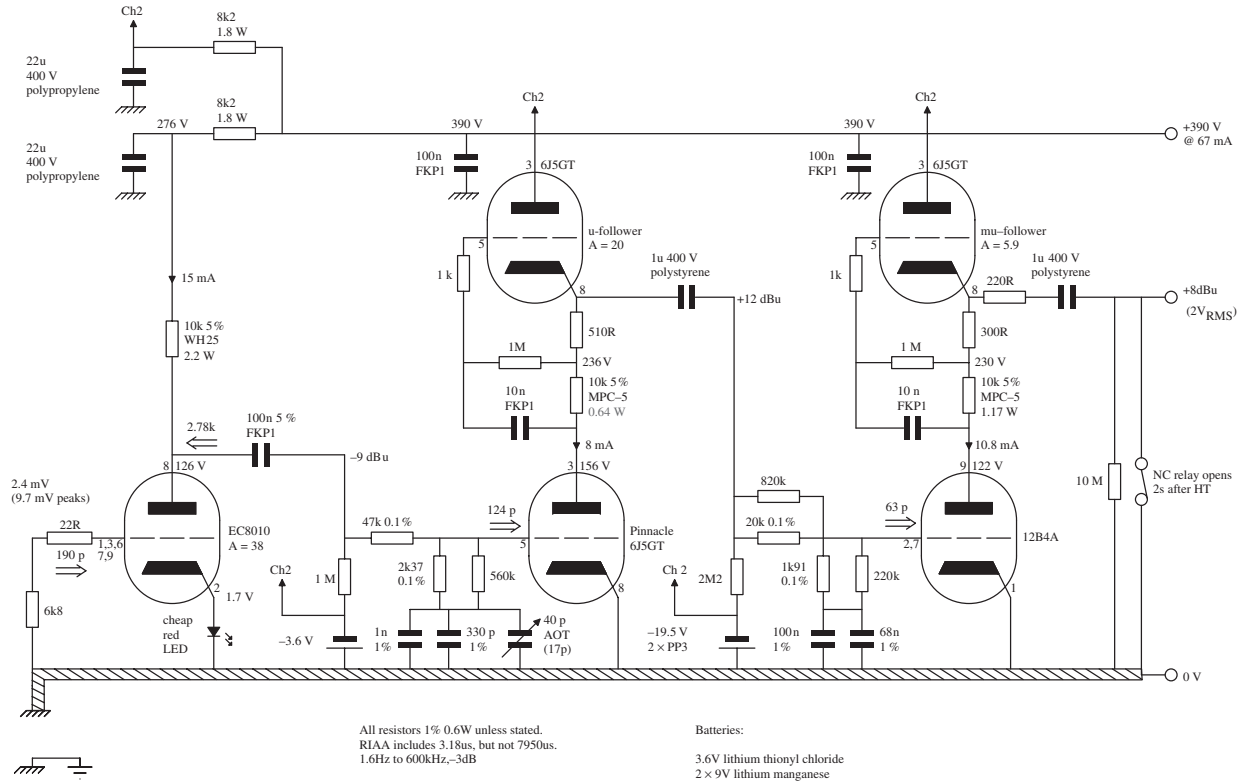 Ch2
8k2
1.8 W
22u
400 V
polypropylene
8k2
1.8 W
276 V
22u
400 V
polypropylene
390 V
100n
FKP1
Ch2
3
6J5GT
u-follower
A = 20
5
1 k
8
1u 400 V
polystyrene
+12 dBu
510R
1M
236 V
10n
FKP1
10k 5%
MPC–5
0.64 W
8 mA
390 V
100n
FKP1
Ch2
3
6J5GT
mu–follower
A = 5.9
5
1k
8
220R
1u 400 V
polystyrene
300R
1 M
230 V
10 n
FKP1
10k 5%
MPC–5
1.17 W
10.8 mA
+390 V
@ 67 mA
+8dBu
(2VRMS)
15 mA
10k 5%
WH25
2.2 W
2.78k
100n 5 %
FKP1
–9 dBu
8
126 V
2.4 mV
(9.7 mV peaks)
22R
190 p
1,3,6
7,9
EC8010
A = 38
2
1.7 V
6k8
cheap
red
LED
Ch2
1 M
–3.6 V
47k 0.1%
124 p
5
3
156 V
Pinnacle
6J5GT
8
2k37
0.1%
560k
1n
1%
330 p
1%
40 p
AOT
(17p)
820k
20k 0.1%
63 p
2,7
9
122 V
12B4A
1
Ch 2
2M2
–19.5 V
2 × PP3
1k91
0.1%
220k
100n
1%
68n
1 %
10 M
NC relay opens
2s after HT
0 V
All resistors 1% 0.6W unless stated.
RIAA includes 3.18us, but not 7950us.
1.6Hz to 600kHz,–3dB
Batteries:
3.6V lithium thionyl chloride
2 × 9V lithium manganese